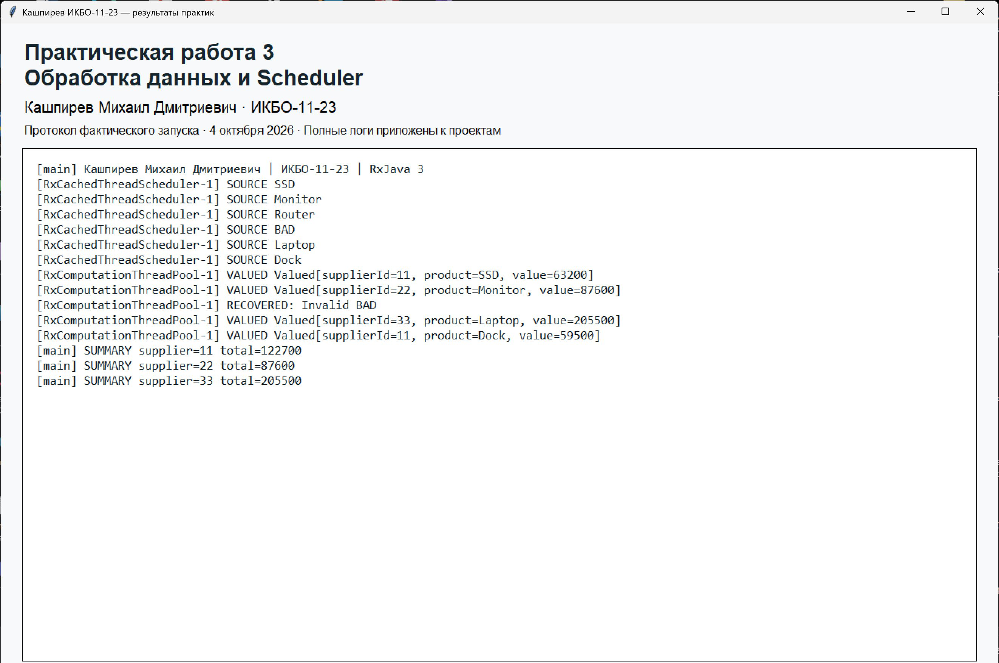 Кашпирев ИКБО-11-23 — результаты практик
Практическая работа 3
Обработка данных и Scheduler
Кашпирев Михаил Дмитриевич · ИКБО-11-23
Протокол фактического запуска · 4 октября 2026 · Полные логи приложены к проектам
[main] Кашпирев Михаил Дмитриевич | ИКБО-11-23 | RxJava 3
[RxCachedThreadScheduler-1] SOURCE SSD
[RxCachedThreadScheduler-1] SOURCE Monitor
[RxCachedThreadScheduler-1] SOURCE Router
[RxCachedThreadScheduler-1] SOURCE BAD
[RxCachedThreadScheduler-1] SOURCE Laptop
[RxCachedThreadScheduler-1] SOURCE Dock
[RxComputationThreadPool-1] VALUED Valued[supplierId=11, product=SSD, value=63200]
[RxComputationThreadPool-1] VALUED Valued[supplierId=22, product=Monitor, value=87600]
[RxComputationThreadPool-1] RECOVERED: Invalid BAD
[RxComputationThreadPool-1] VALUED Valued[supplierId=33, product=Laptop, value=205500]
[RxComputationThreadPool-1] VALUED Valued[supplierId=11, product=Dock, value=59500]
[main] SUMMARY supplier=11 total=122700
[main] SUMMARY supplier=22 total=87600
[main] SUMMARY supplier=33 total=205500